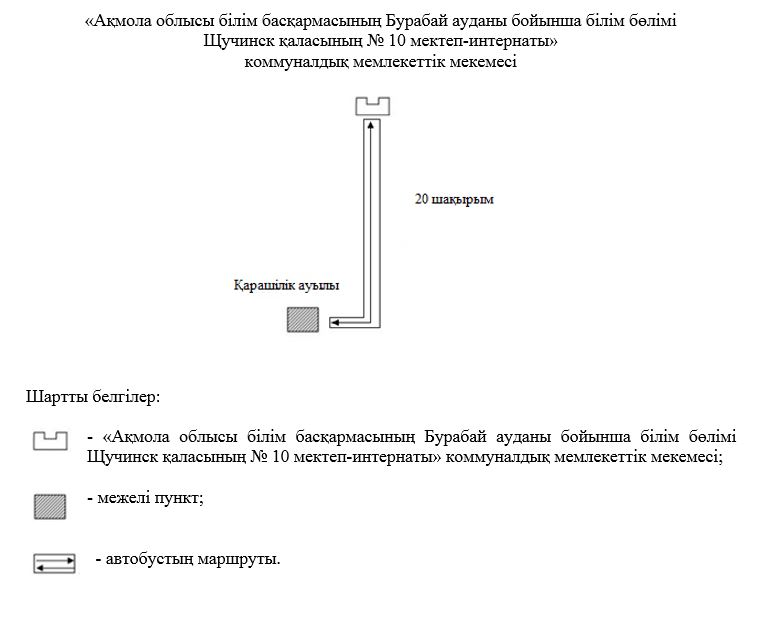 «Ақмола облысы білім басқармасының Бурабай ауданы бойынша білім бөлімі
Щучинск қаласының № 10 мектеп-интернаты»
коммуналдық мемлекеттік мекемесі
20 шақырым
Қарашілік ауылы
Шартты белгілер:
- «Ақмола облысы білім басқармасының Бурабай ауданы бойынша білім бөлімі
Щучинск қаласының № 10 мектеп-интернаты» коммуналдық мемлекеттік мекемесі;
- межелі пункт;
- автобустың маршруты.